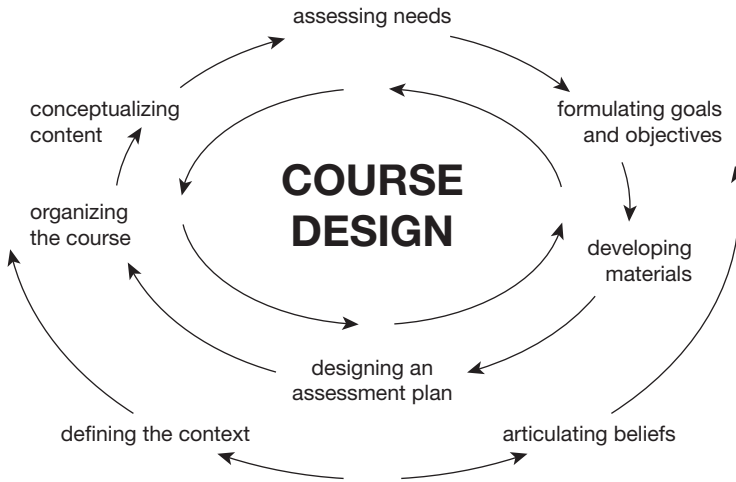 assessing needs
conceptualizing
content
formulating goals
and objectives
COURSE
DESIGN
organizing
the course
developing
materials
designing an
assessment plan
defining the context
articulating beliefs